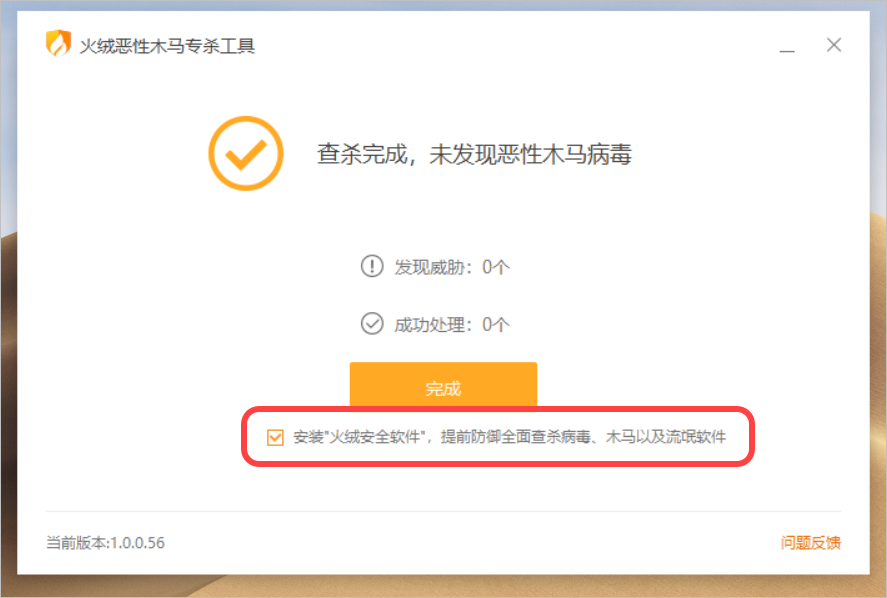 火绒恶性木马专杀工具
查杀完成，未发现恶性木马病毒
发现威胁：0个
成功处理：0个
完成
安装"火绒安全软件"，提前防御全面查杀病毒、木马以及流氓软件
当前版本:1.0.0.56
问题反馈